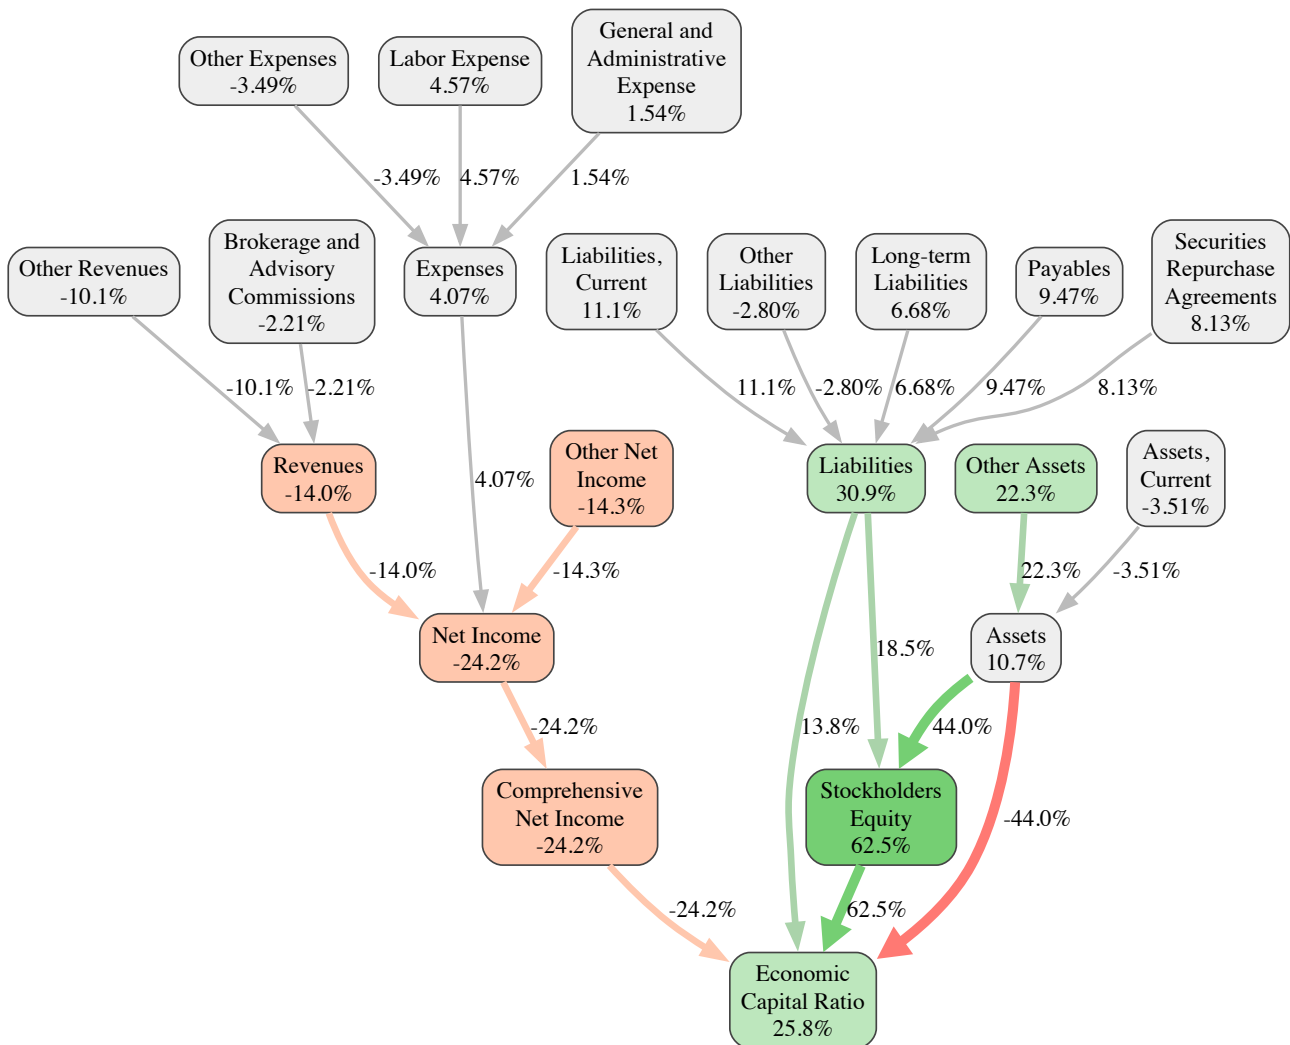 General and
Administrative
Expense
1.54%
Other Expenses
-3.49%
Labor Expense
4.57%
-3.49%
4.57%
1.54%
Other Revenues
-10.1%
Brokerage and
Advisory
Commissions
-2.21%
Expenses
4.07%
Liabilities,
Current
11.1%
Other
Liabilities
-2.80%
Long-term
Liabilities
6.68%
Payables
9.47%
Securities
Repurchase
Agreements
8.13%
-10.1%
-2.21%
11.1%
-2.80%
6.68%
9.47%
8.13%
Revenues
-14.0%
4.07%
Other Net
Income
-14.3%
Liabilities
30.9%
Other Assets
22.3%
Assets,
Current
-3.51%
-14.0%
-14.3%
22.3%
-3.51%
Net Income
-24.2%
18.5%
Assets
10.7%
-24.2%
13.8%
44.0%
Comprehensive
Net Income
-24.2%
Stockholders
Equity
62.5%
-44.0%
-24.2%
62.5%
Economic
Capital Ratio
25.8%